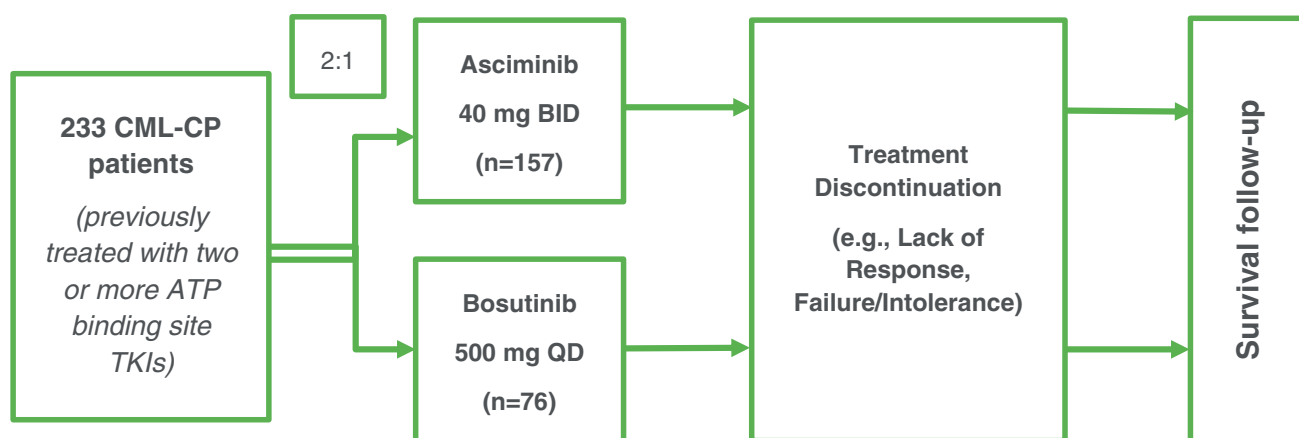 233 CML-CP
patients
(previously
treated with two
or more ATP
binding site
TKIs)
2:1
Asciminib
40 mg BID
(n=157)
Bosutinib
500 mg QD
(n=76)
Treatment
Discontinuation
(e.g., Lack of
Response,
Failure/Intolerance)
Survival follow-up